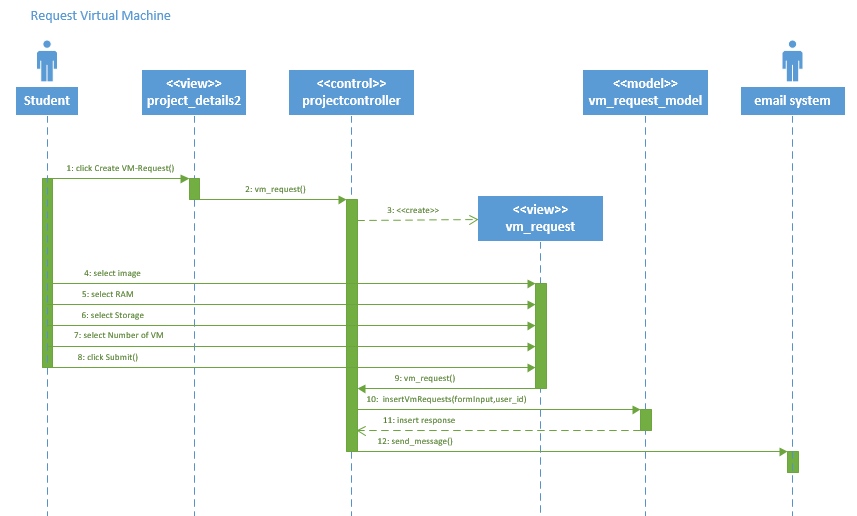 Request Virtual Machine
Student
<<view>>
project_details2
<<control>>
projectcontroller
<<model>>
vm_request_model
email system
1: click Create VM-Request()
2: vm_request()
3: <<create>>
<<view>>
vm_request
4: select image
5: select RAM
6: select Storage
7: select Number of VM
8: click Submit()
9: vm_request()
10: insertVmRequests(formInput,user_id)
11: insert response
12: send_message()